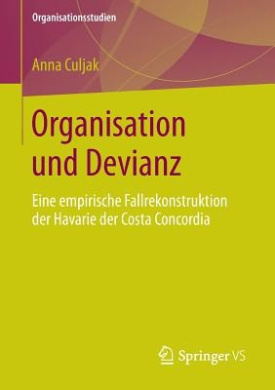 Organisationsstudien
Anna Culjak
Organisation
und Devianz
Eine empirische Fallrekonstruktion
der Havarie der Costa Concordia
Springer VS